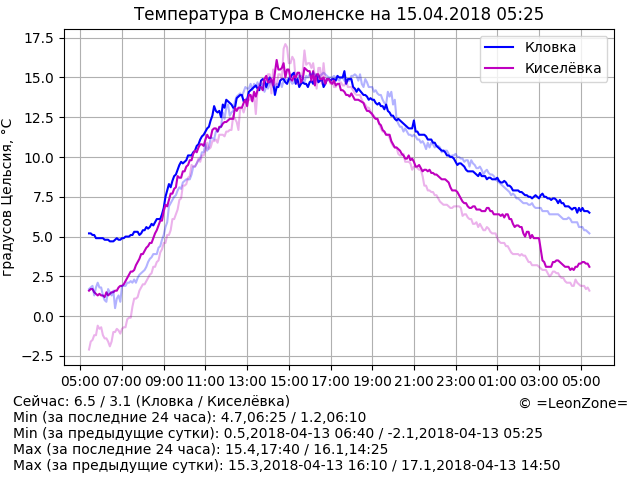 Температура в Смоленске на 15.04.2018 05:25
градусов Цельсия, °C
17.5
15.0
12.5
10.0
7.5
5.0
2.5
0.0
−2.5
Кловка
Киселёвка
05:00 07:00 09:00 11:00 13:00 15:00 17:00 19:00 21:00 23:00 01:00 03:00 05:00
Сейчас: 6.5 / 3.1 (Кловка / Киселёвка)
© =LeonZone=
Min (за последние 24 часа): 4.7,06:25 / 1.2,06:10
Min (за предыдущие сутки): 0.5,2018-04-13 06:40 / -2.1,2018-04-13 05:25
Max (за последние 24 часа): 15.4,17:40 / 16.1,14:25
Max (за предыдущие сутки): 15.3,2018-04-13 16:10 / 17.1,2018-04-13 14:50